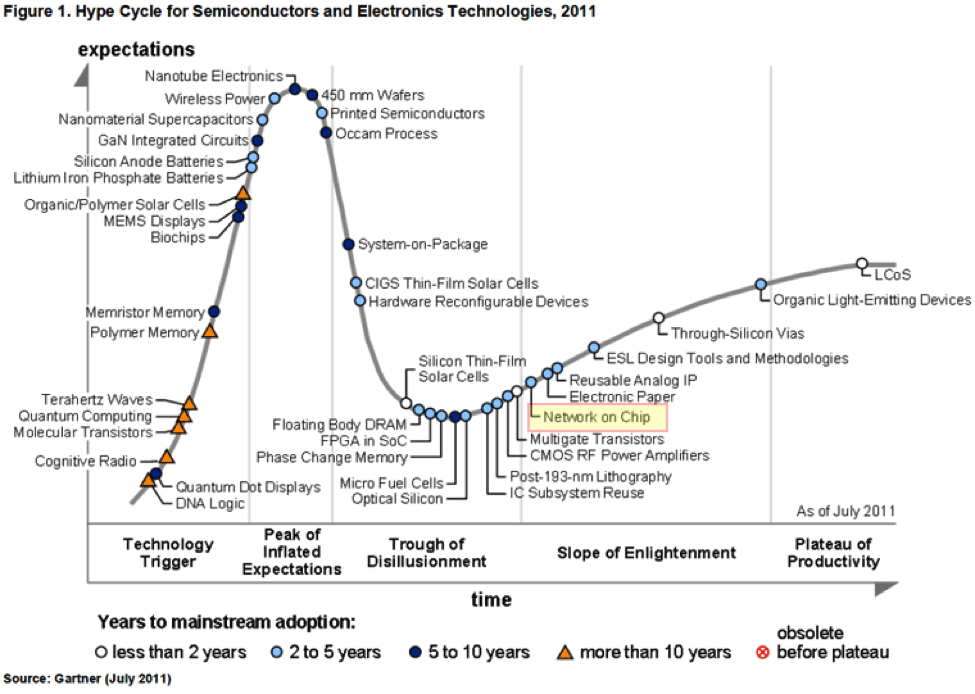 Figure 1. Hype Cycle for Semiconductors and Electronics Technologies, 2011
expectations
Nanotube Electronics
Wireless Power
450 mm Wafers
Nanomaterial Supercapacitors
Printed Semiconductors
GaN Integrated Circuits
Occam Process
Silicon Anode Batteries
Lithium Iron Phosphate Batteries
Organic/Polymer Solar Cells
MEMS Displays
Biochips
System-on-Package
CIGS Thin-Film Solar Cells
Hardware Reconfigurable Devices
LCoS
Organic Light-Emitting Devices
Memristor Memory
Polymer Memory
Through-Silicon Vias
ESL Design Tools and Methodologies
Silicon Thin-Film
Solar Cells
Reusable Analog IP
Electronic Paper
Terahertz Waves
Quantum Computing
Molecular Transistors
Network on Chip
Floating Body DRAM
FPGA in SoC
Phase Change Memory
Multigate Transistors
CMOS RF Power Amplifiers
Cognitive Radio
Quantum Dot Displays
DNA Logic
Micro Fuel Cells
Optical Silicon
Post-193-nm Lithography
IC Subsystem Reuse
As of July 2011
Technology
Trigger
Peak of
Inflated
Expectations
Trough of
Disillusionment
Slope of Enlightenment
Plateau of
Productivity
time
Years to mainstream adoption:
less than 2 years
2 to 5 years
5 to 10 years
more than 10 years
obsolete
before plateau
Source: Gartner (July 2011)